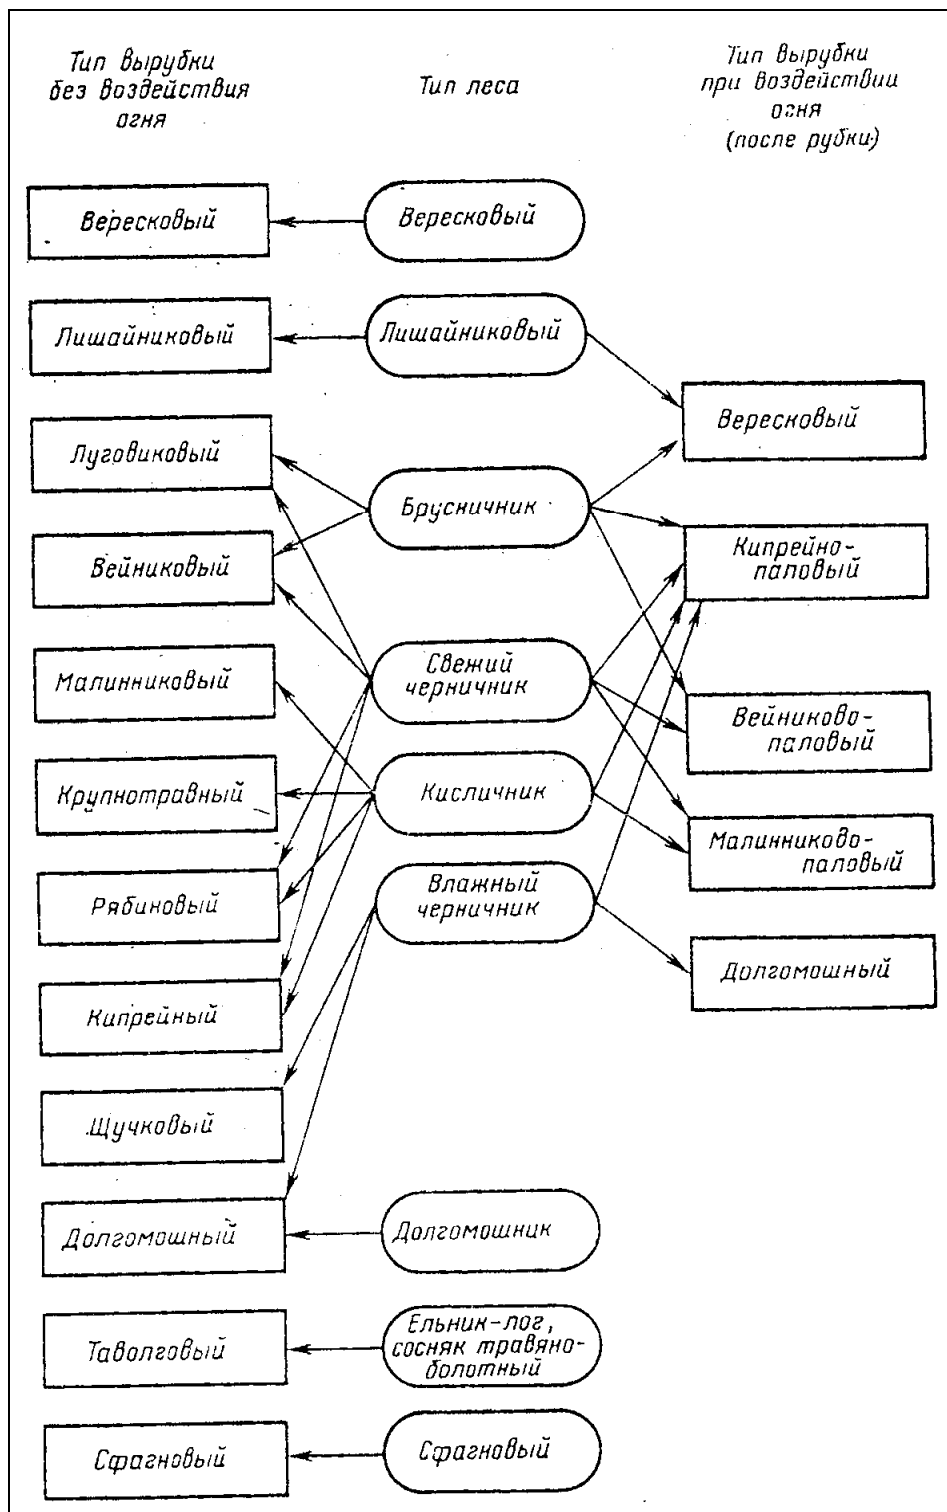 Тип вырубки
без воздействия
огня
Тип леса
Тип вырубки
при воздействии
огня
(после рубки)
Вересковый
Вересковый
Лишайниковый
Лишайниковый
Вересковый
Луговиковый
Брусничник
Вейниковый
Кипрейно-
паловый
Малинниковый
Свежий
черничник
Вейниково-
паловый
Крупнотравный
Кисличник
Малинниково-
паловый
Рябиновый
Влажный
черничник
Долгомошный
Кипрейный
Щучковый
Долгомошный
Долгомошник
Таволговый
Ельник-лог,
сосняк травяно-
болотный
Сфагновый
Сфагновый